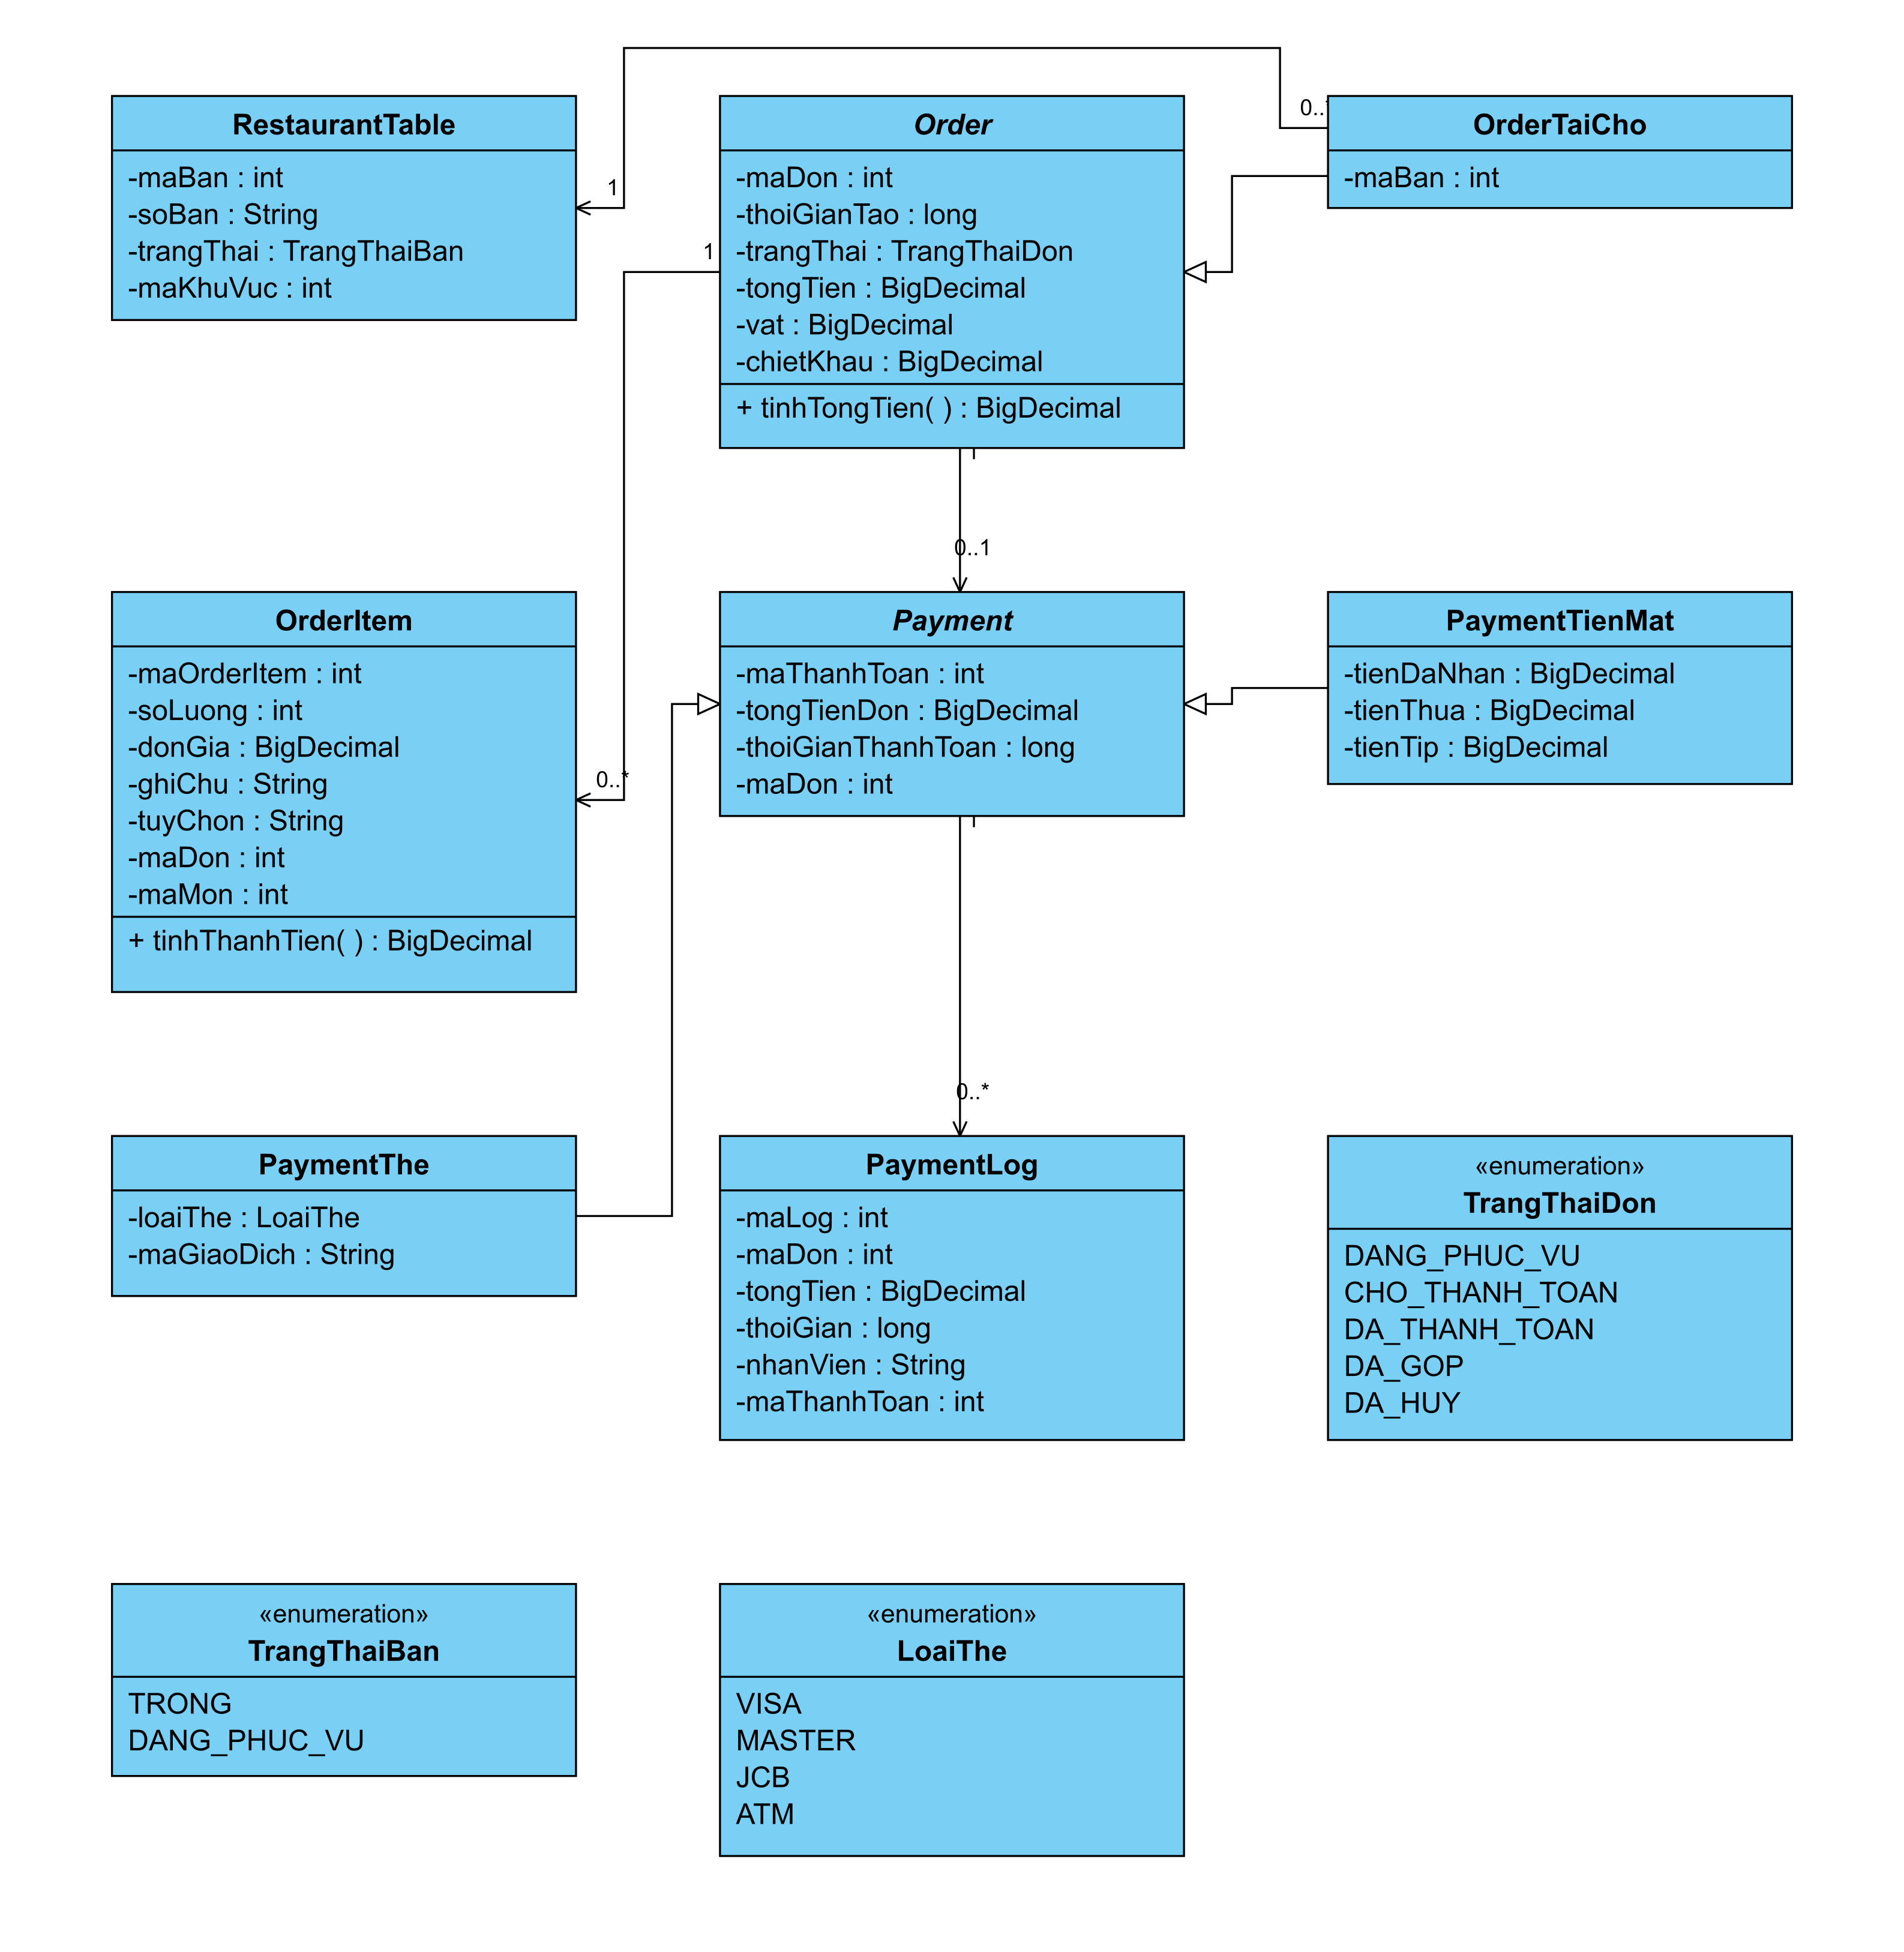 RestaurantTable
-maBan : int
-soBan : String
-trangThai : TrangThaiBan
-maKhuVuc : int
1
Order
-maDon : int
-thoiGianTao : long
-trangThai : TrangThaiDon
-tongTien : BigDecimal
-vat : BigDecimal
-chietKhau : BigDecimal
+ tinhTongTien( ) : BigDecimal
1
OrderTaiCho
-maBan : int
0..
0..1
OrderItem
-maOrderItem : int
-soLuong : int
-donGia : BigDecimal
-ghiChu : String
-tuyChon : String
-maDon : int
-maMon : int
+ tinhThanhTien( ) : BigDecimal
0..*
Payment
-maThanhToan : int
-tongTienDon : BigDecimal
-thoiGianThanhToan : long
-maDon : int
PaymentTienMat
-tienDaNhan : BigDecimal
-tienThua : BigDecimal
-tienTip : BigDecimal
0..*
PaymentThe
-loaiThe : LoaiThe
-maGiaoDich : String
PaymentLog
-maLog : int
-maDon : int
-tongTien : BigDecimal
-thoiGian : long
-nhanVien : String
-maThanhToan : int
«enumeration»
TrangThaiDon
DANG_PHUC_VU
CHO_THANH_TOAN
DA_THANH_TOAN
DA_GOP
DA_HUY
«enumeration»
TrangThaiBan
TRONG
DANG_PHUC_VU
«enumeration»
LoaiThe
VISA
MASTER
JCB
ATM